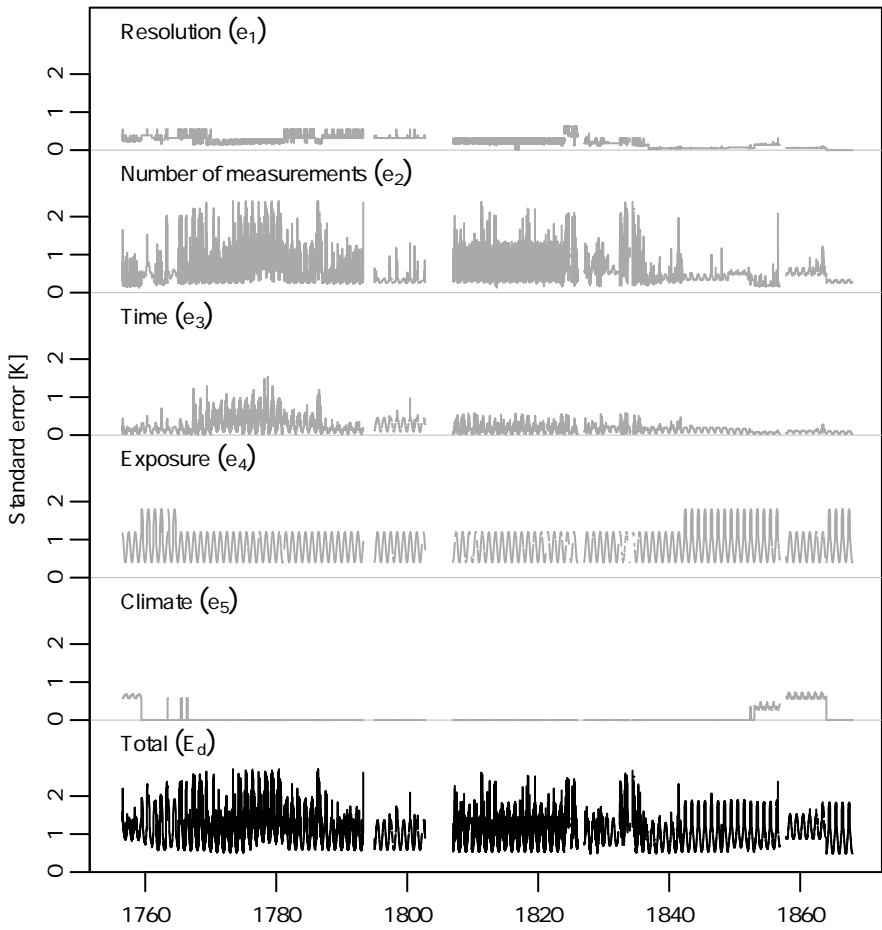 Resolution (e1)
0 1 2
Number of measurements (e2)
0 1 2
Time (e3)
0 1 2
Standard error [K]
Exposure (e4)
0 1 2
Climate (e5)
0 1 2
Total (Ed)
0 1 2
1760 1780 1800 1820 1840 1860